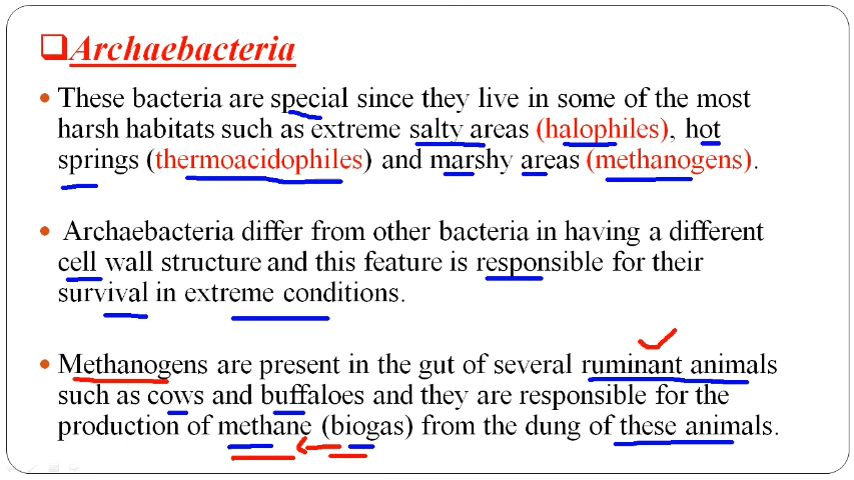 Archaebacteria
• These bacteria are special since they live in some of the most
harsh habitats such as extreme salty areas (halophiles), hot
springs (thermoacidophiles) and marshy areas (methanogens).
• Archaebacteria differ from other bacteria in having a different
cell wall structure and this feature is responsible for their
survival in extreme conditions.
• Methanogens are present in the gut of several ruminant animals
such as cows and buffaloes and they are responsible for the
production of methane (biogas) from the dung of these animals.